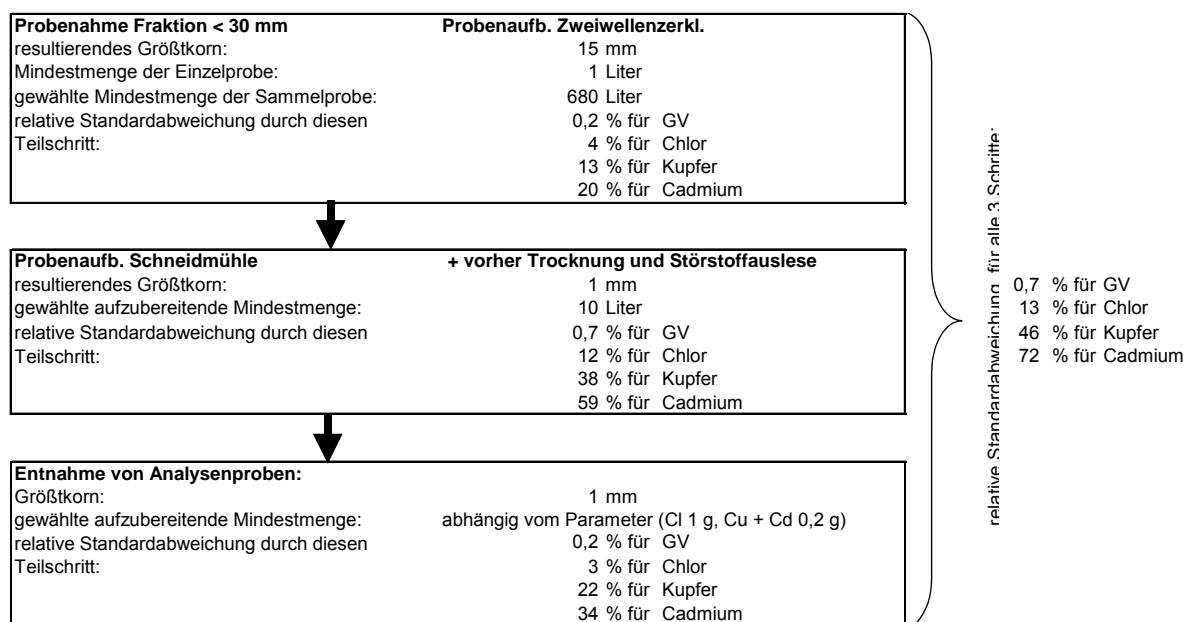 Probenahme Fraktion < 30 mm Probenaufb. Zweiwellenzerkl.
resultierendes Größtkorn: 15 mm
Mindestmenge der Einzelprobe: 1 Liter
gewählte Mindestmenge der Sammelprobe: 680 Liter
relative Standardabweichung durch diesen 0,2 % für GV
Teilschritt: 4 % für Chlor
13 % für Kupfer
20 % für Cadmium
Probenaufb. Schneidmühle + vorher Trocknung und Störstoffauslese
resultierendes Größtkorn: 1 mm
gewählte aufzubereitende Mindestmenge: 10 Liter
relative Standardabweichung durch diesen 0,7 % für GV
Teilschritt: 12 % für Chlor
38 % für Kupfer
59 % für Cadmium
Entnahme von Analysenproben:
Größtkorn: 1 mm
gewählte aufzubereitende Mindestmenge: abhängig vom Parameter (Cl 1 g, Cu + Cd 0,2 g)
relative Standardabweichung durch diesen 0,2 % für GV
Teilschritt: 3 % für Chlor
22 % für Kupfer
34 % für Cadmium
relative Standardabweichung für alle 3 Schritte:
0,7 % für GV
13 % für Chlor
46 % für Kupfer
72 % für Cadmium